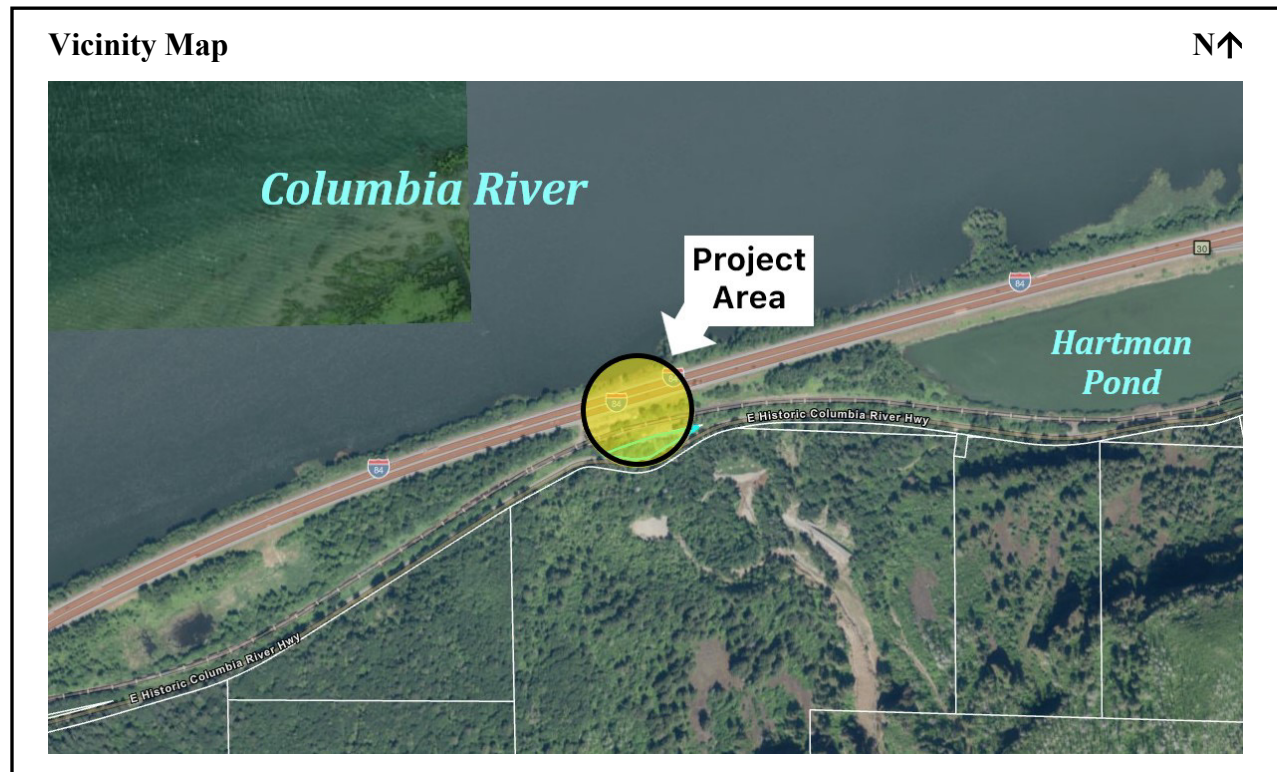 Vicinity Map
N↑
Columbia River
Project
Area
30
84
Hartman
Pond
84
84
E Historic Columbia River Hwy
84
E Historic Columbia River Hwy